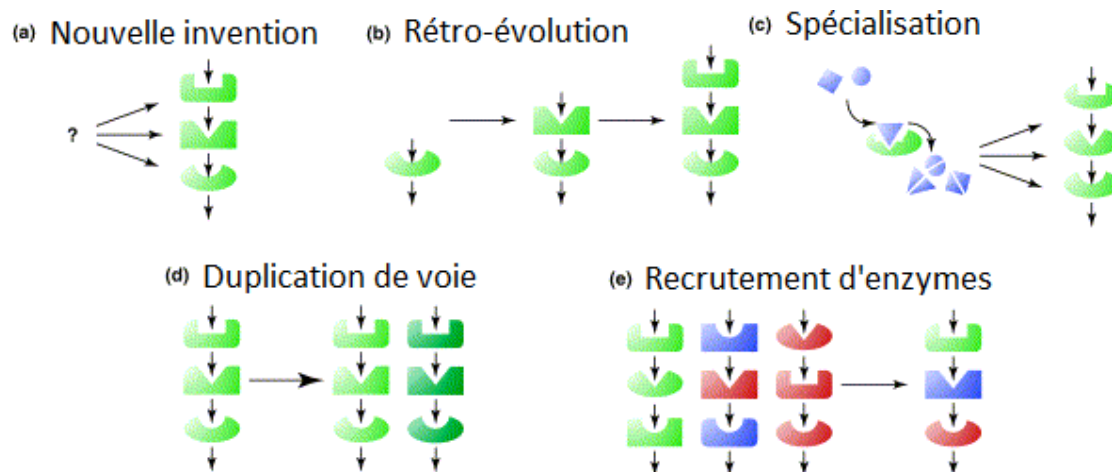 (a) Nouvelle invention
(b) Rétro-évolution
(c) Spécialisation
?
(d) Duplication de voie
(e) Recrutement d'enzymes